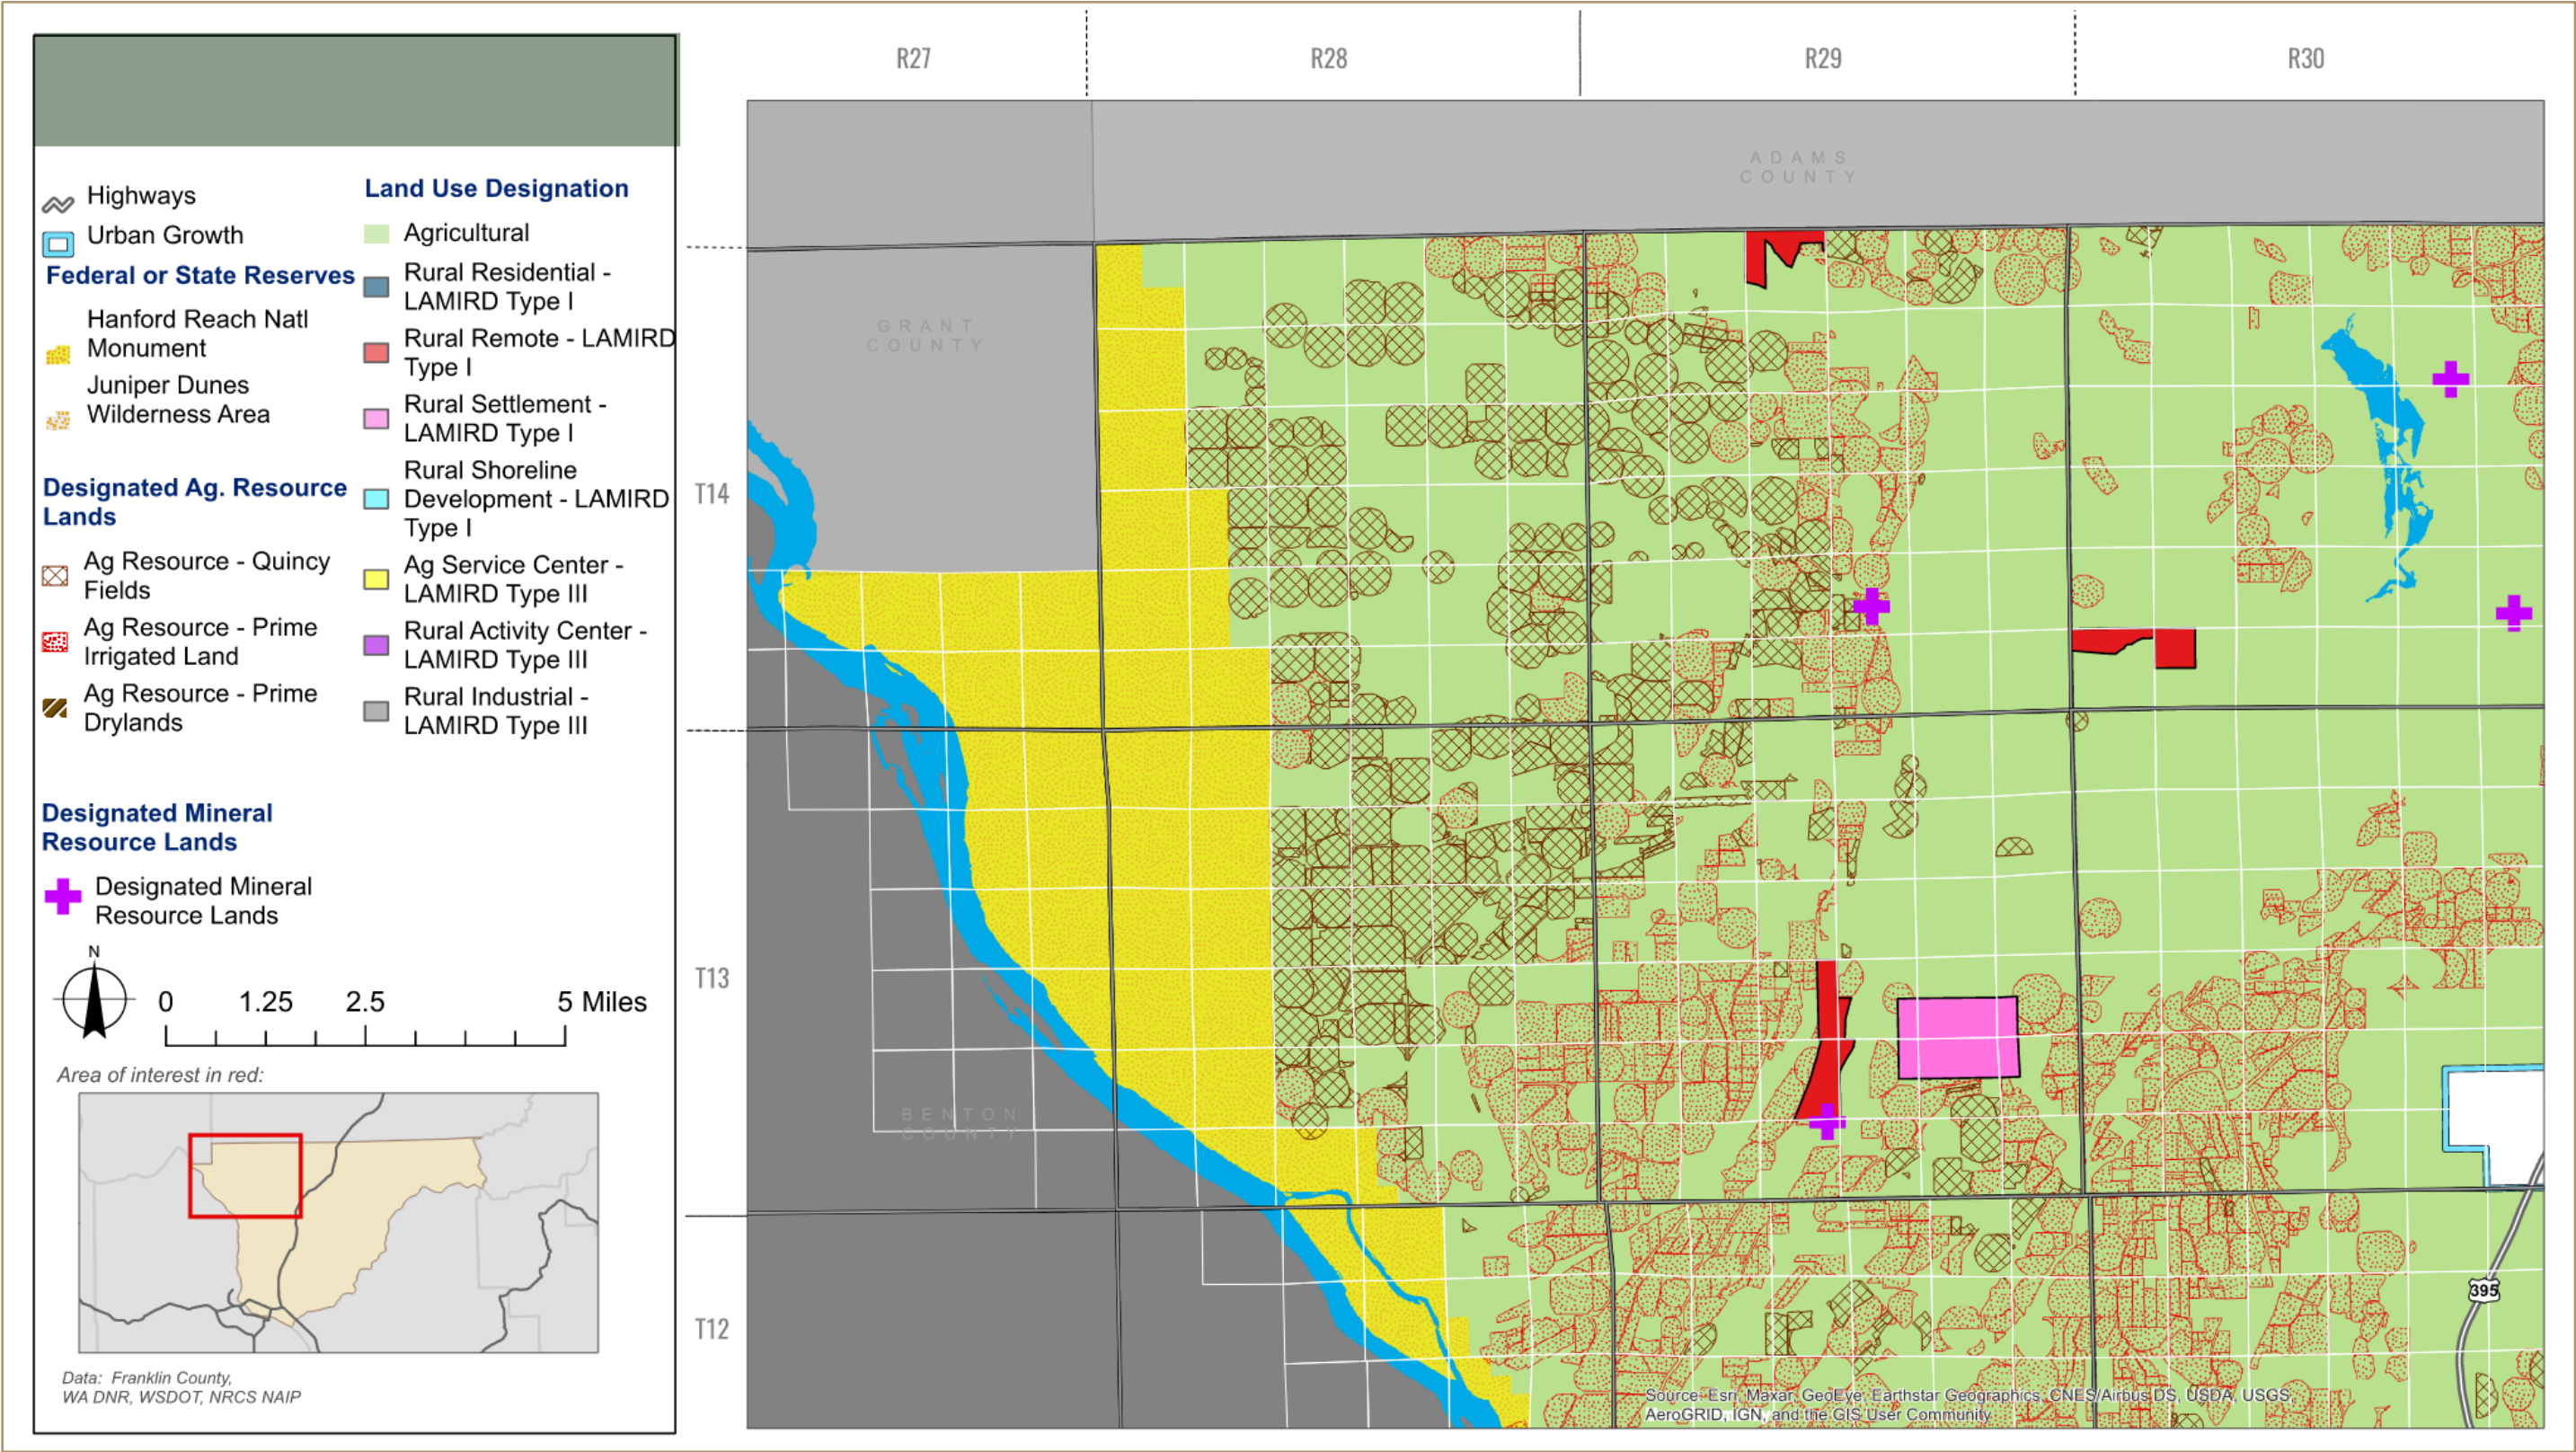 Highways
Urban Growth
Federal or State Reserves
Hanford Reach Natl
Monument
Juniper Dunes
Wilderness Area
Designated Ag. Resource
Lands
Ag Resource - Quincy
Fields
Ag Resource - Prime
Irrigated Land
Ag Resource - Prime
Drylands
Designated Mineral
Resource Lands
Designated Mineral
Resource Lands
Land Use Designation
Agricultural
Rural Residential -
LAMIRD Type I
Rural Remote - LAMIRD
Type I
Rural Settlement -
LAMIRD Type I
Rural Shoreline
Development - LAMIRD
Type I
Ag Service Center -
LAMIRD Type III
Rural Activity Center -
LAMIRD Type III
Rural Industrial -
LAMIRD Type III
N
0 1.25 2.5 5 Miles
Area of interest in red:
Data: Franklin County,
WA DNR, WSDOT, NRCS NAIP
R27 R28 R29 R30
ADAMS
COUNTY
GRANT
COUNTY
T14
T13
BENTON
COUNTY
T12
395
Source: Esri, Maxar, GeoEye, Earthstar Geographics, CNES/Airbus DS, USDA, USGS,
AeroGRID, IGN, and the GIS User Community